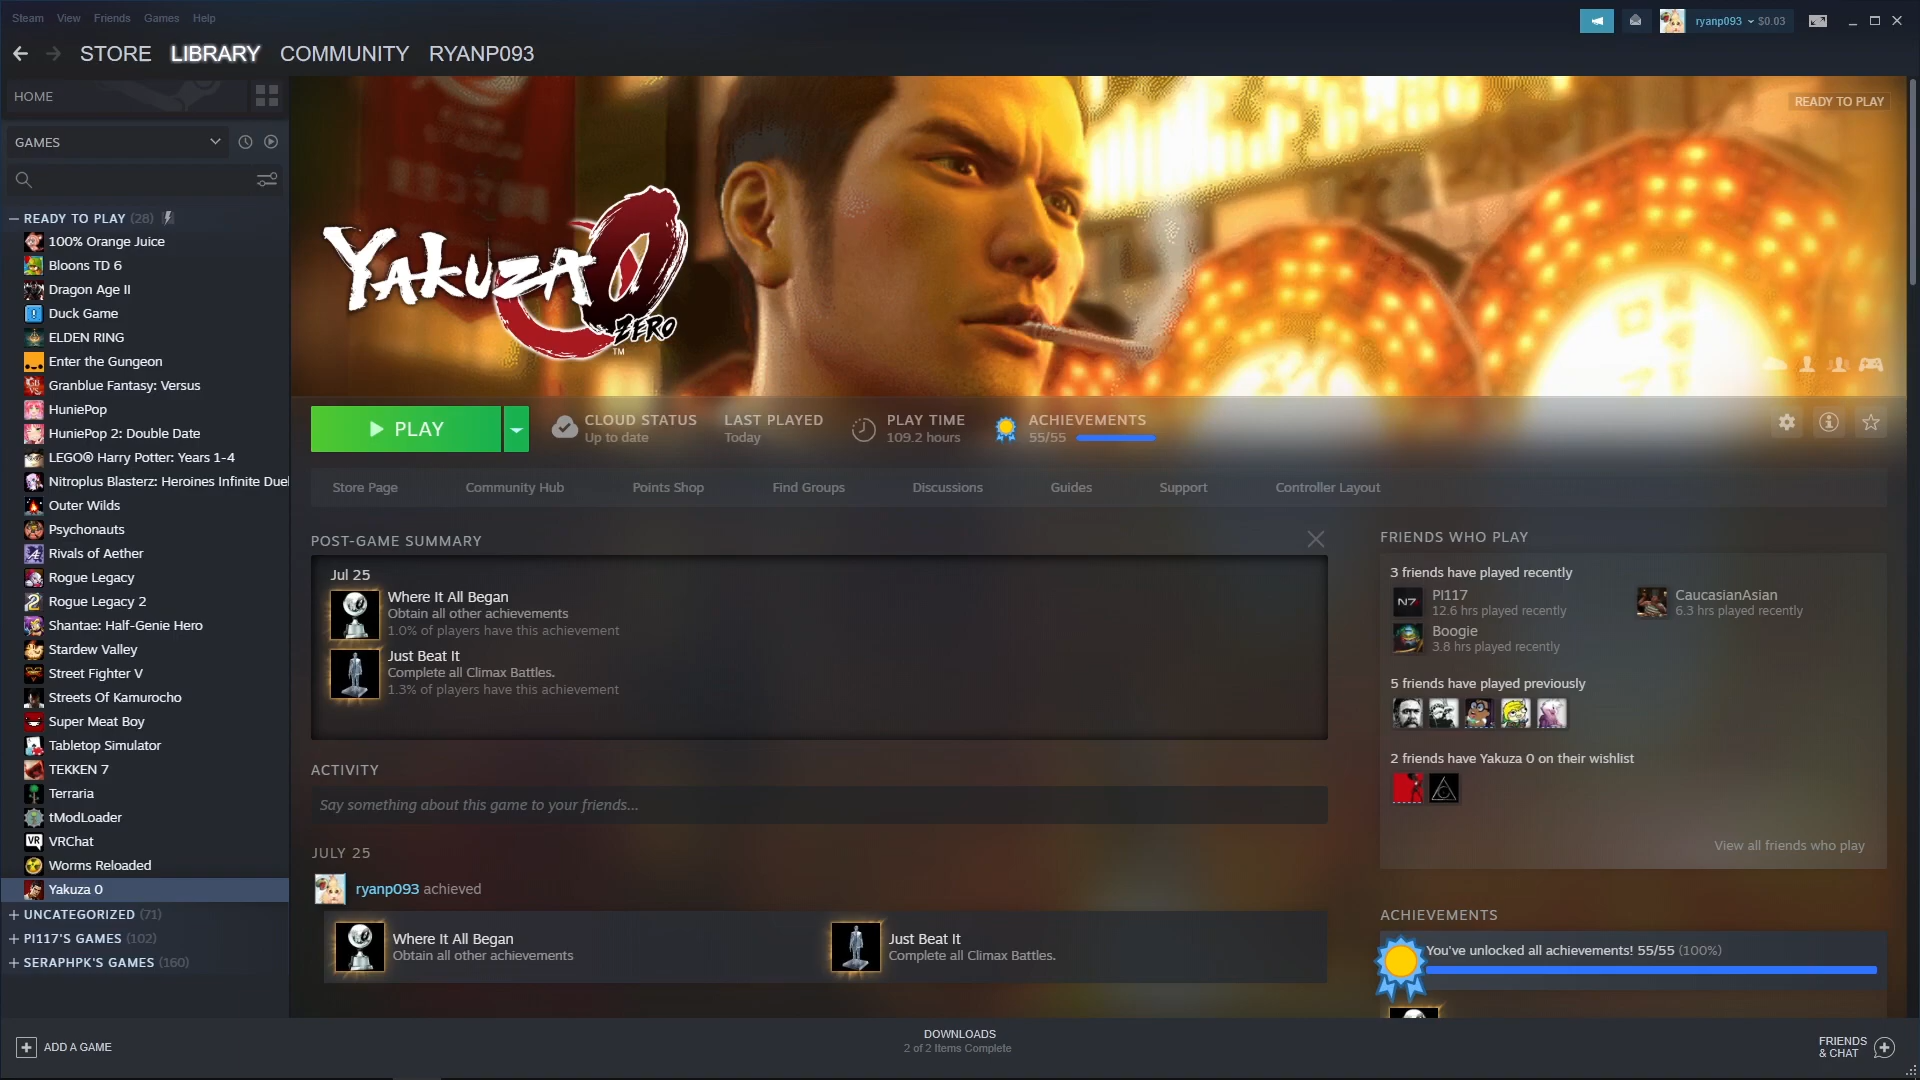 Steam View Friends Games Help
ryanp093 $0.03
STORE LIBRARY COMMUNITY RYANP093
HOME
GAMES
READY TO PLAY (28)
100% Orange Juice
Bloons TD 6
Dragon Age II
Duck Game
ELDEN RING
Enter the Gungeon
Granblue Fantasy: Versus
HuniePop
HuniePop 2: Double Date
LEGO® Harry Potter: Years 1-4
Nitroplus Blasterz: Heroines Infinite Duel
Outer Wilds
Psychonauts
Rivals of Aether
Rogue Legacy
Rogue Legacy 2
Shantae: Half-Genie Hero
Stardew Valley
Street Fighter V
Streets Of Kamurocho
Super Meat Boy
Tabletop Simulator
TEKKEN 7
Terraria
tModLoader
VR VRChat
Worms Reloaded
Yakuza 0
UNCATEGORIZED (71)
PI117'S GAMES (102)
SERAPHPK'S GAMES (160)
ADD A GAME
READY TO PLAY
YAKUZA 0
ZERO
TM
PLAY
CLOUD STATUS
Up to date
LAST PLAYED
Today
PLAY TIME
109.2 hours
ACHIEVEMENTS
55/55
Store Page Community Hub Points Shop Find Groups Discussions Guides Support Controller Layout
POST-GAME SUMMARY
Jul 25
Where It All Began
Obtain all other achievements
1.0% of players have this achievement
Just Beat It
Complete all Climax Battles.
1.3% of players have this achievement
ACTIVITY
Say something about this game to your friends...
JULY 25
ryanp093 achieved
Where It All Began
Obtain all other achievements
Just Beat It
Complete all Climax Battles.
FRIENDS WHO PLAY
3 friends have played recently
N7
PI117
12.6 hrs played recently
CaucasianAsian
6.3 hrs played recently
Boogie
3.8 hrs played recently
5 friends have played previously
2 friends have Yakuza 0 on their wishlist
View all friends who play
ACHIEVEMENTS
You've unlocked all achievements! 55/55 (100%)
DOWNLOADS
2 of 2 Items Complete
FRIENDS
& CHAT